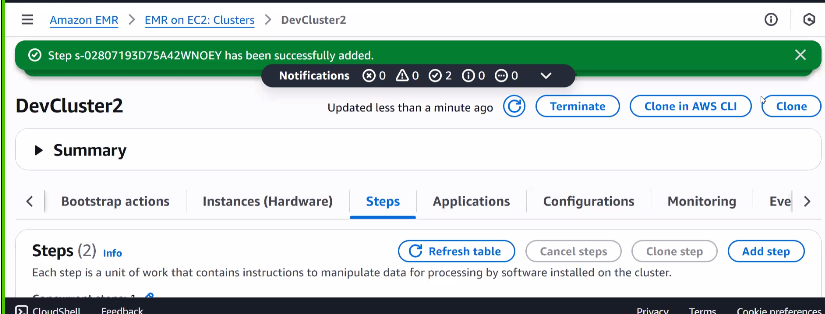 Amazon EMR > EMR on EC2: Clusters > DevCluster2
Step s-02807193D75A42WNOEY has been successfully added.
Notifications 0 0 2 0 0
DevCluster2
Updated less than a minute ago
Terminate
Clone in AWS CLI
Clone
Summary
Bootstrap actions
Instances (Hardware)
Steps
Applications
Configurations
Monitoring
Eve
Steps (2) Info
Refresh table
Cancel steps
Clone step
Add step
Each step is a unit of work that contains instructions to manipulate data for processing by software installed on the cluster.
Concurrent steps: 1
CloudShell Feedback Privacy Terms Cookie preferences